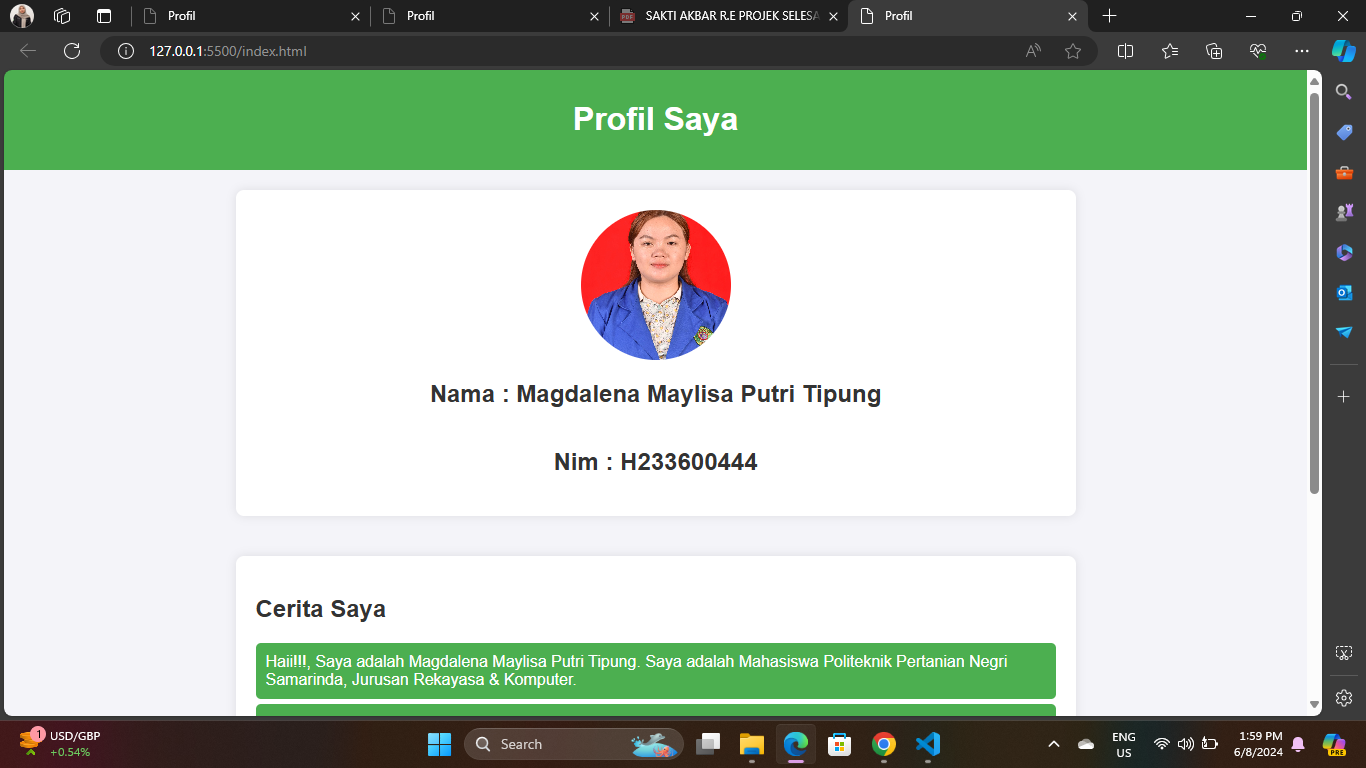 Profil
Profil
SAKTI AKBAR R.E PROJEK SELESA
Profil
127.0.0.1:5500/index.html
Profil Saya
Nama : Magdalena Maylisa Putri Tipung
Nim : H233600444
Cerita Saya
Haii!!!, Saya adalah Magdalena Maylisa Putri Tipung. Saya adalah Mahasiswa Politeknik Pertanian Negri
Samarinda, Jurusan Rekayasa & Komputer.
1
USD/GBP
+0.54%
Search
ENG
US
1:59 PM
6/8/2024
PRE